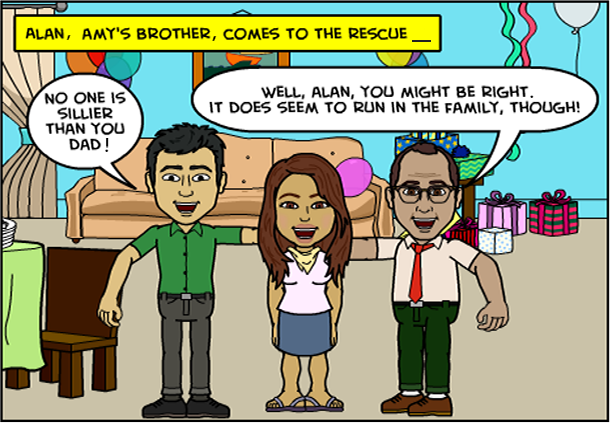 ALAN, AMY'S BROTHER, COMES TO THE RESCUE __
NO ONE IS
SILLIER
THAN YOU
DAD!
WELL, ALAN, YOU MIGHT BE RIGHT.
IT DOES SEEM TO RUN IN THE FAMILY, THOUGH!